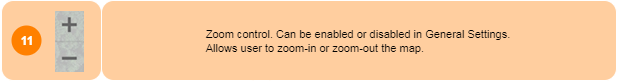 11
+
−
Zoom control. Can be enabled or disabled in General Settings.
Allows user to zoom-in or zoom-out the map.